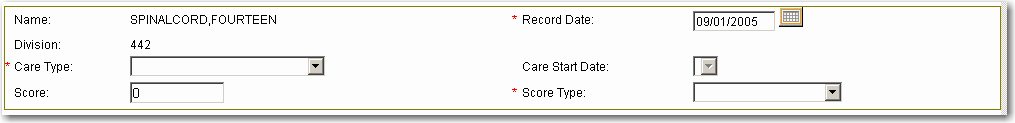 Name: SPINALCORD,FOURTEEN * Record Date: 09/01/2005
Division: 442
* Care Type: Care Start Date:
Score: 0 * Score Type: